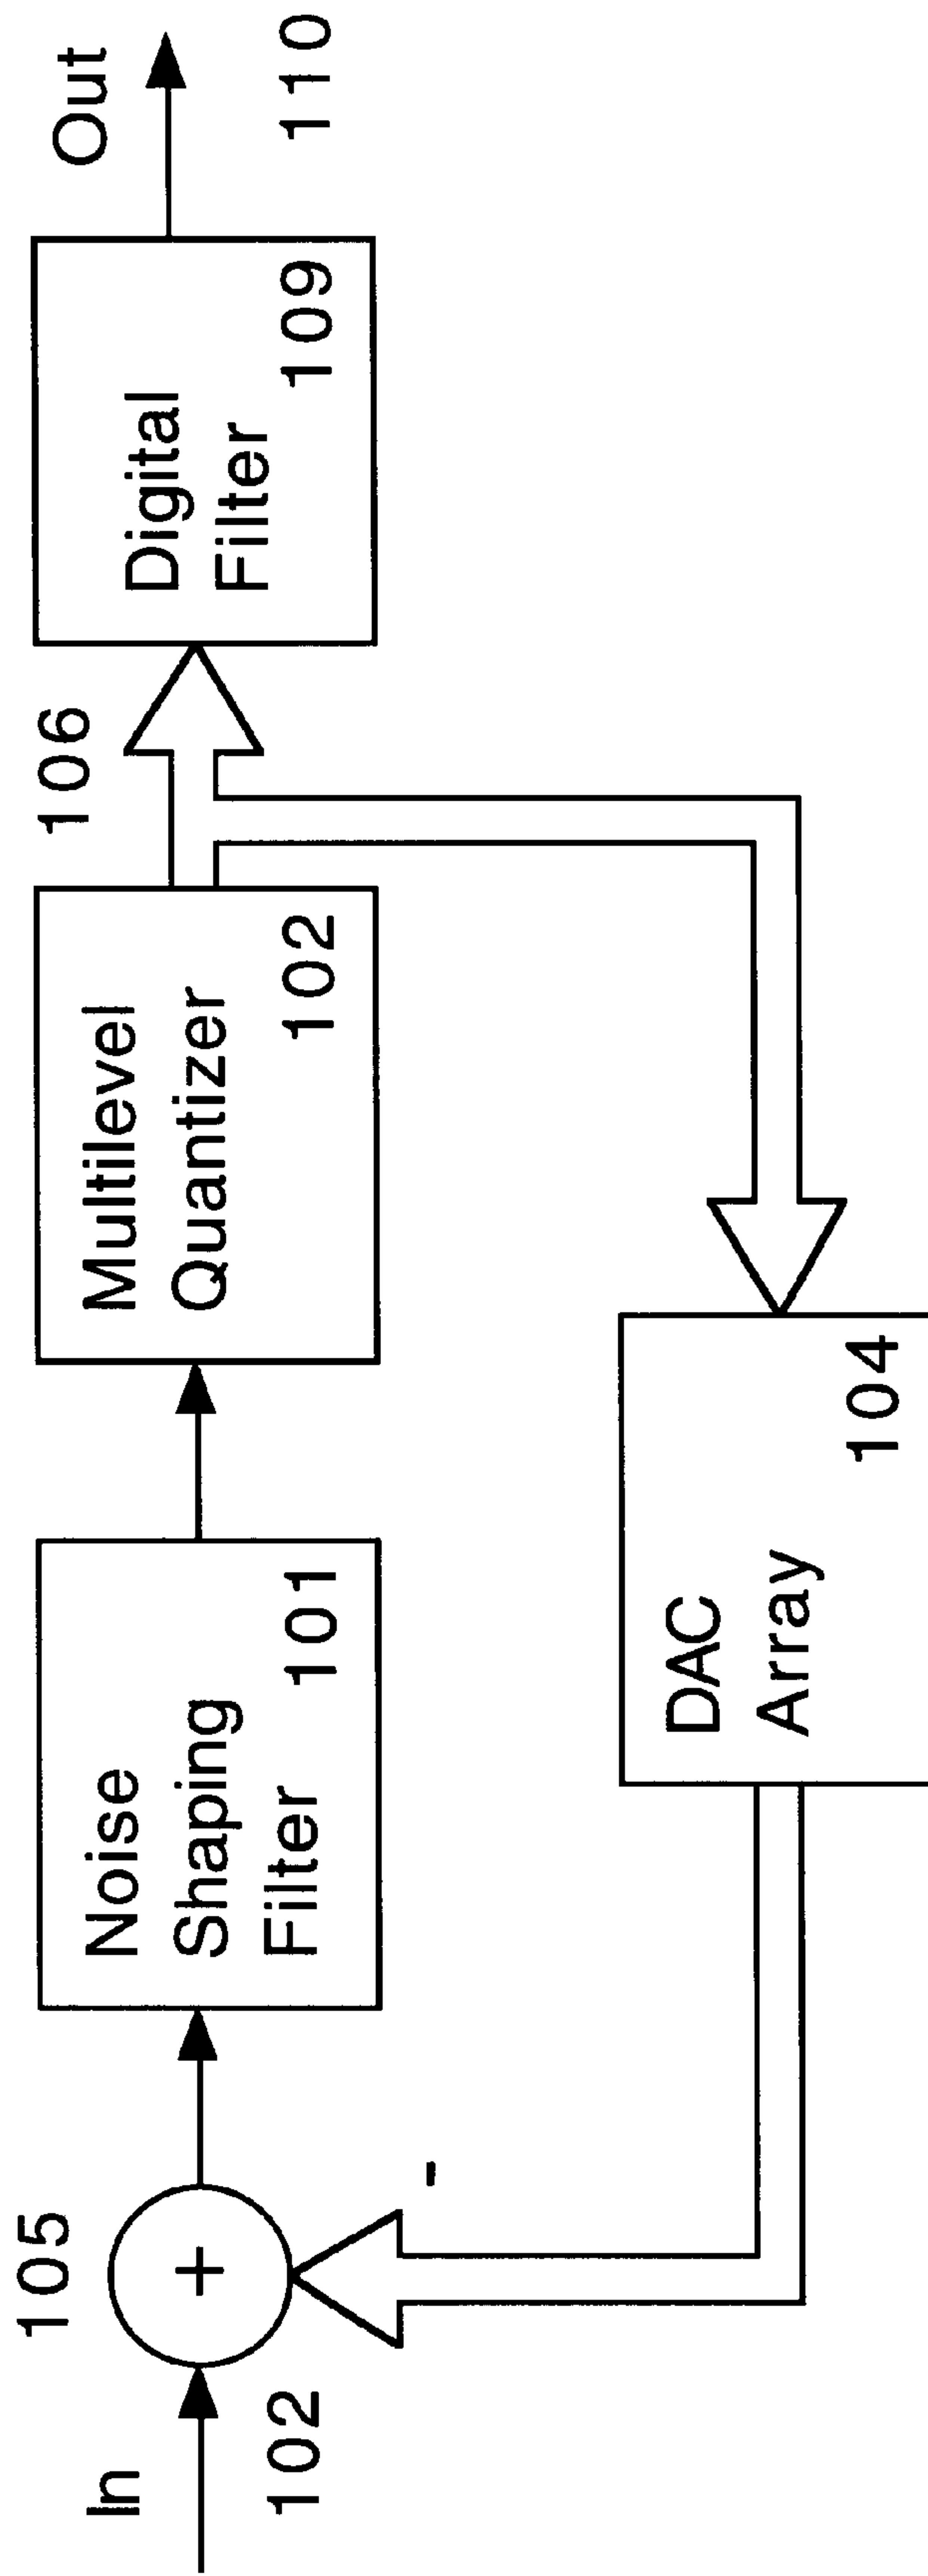 In
102
105
+
-
Noise
Shaping
Filter 101
Multilevel
Quantizer
102
106
Digital
Filter
109
Out
110
DAC
Array
104